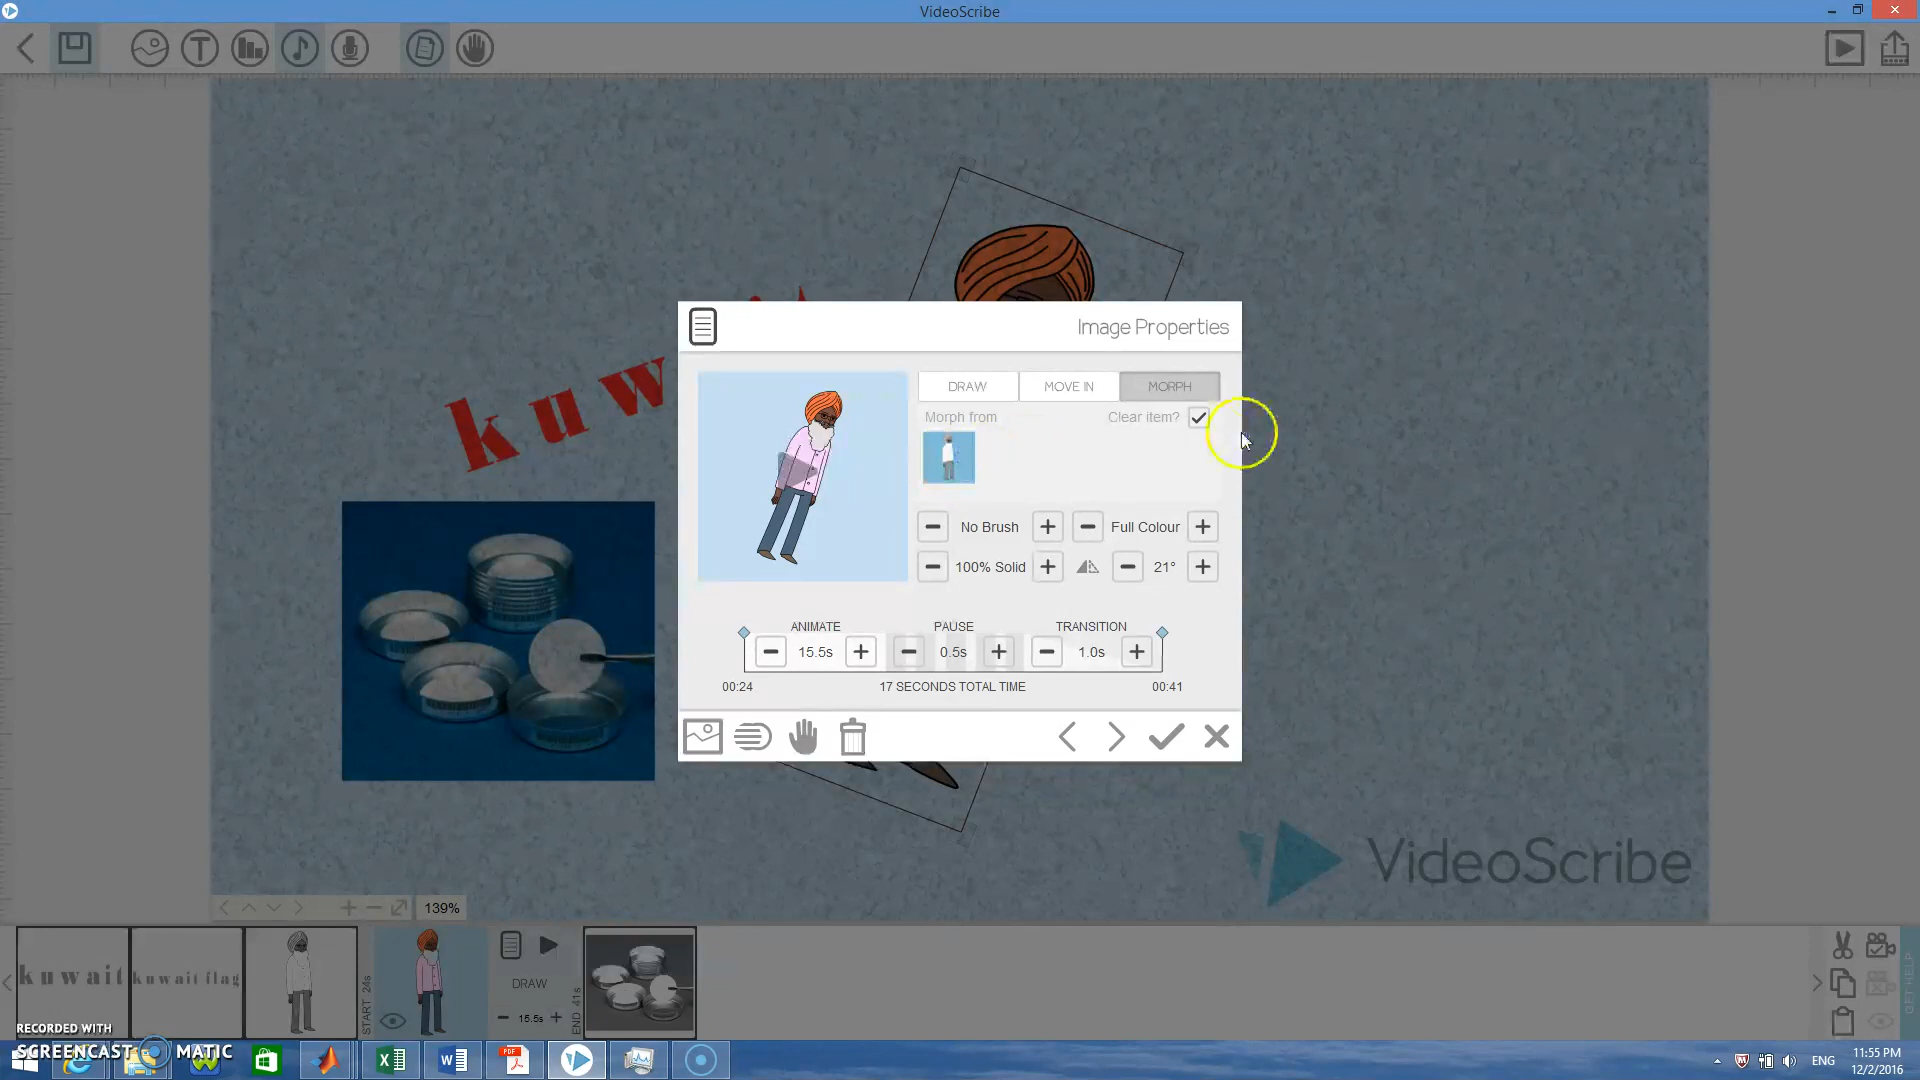 VideoScribe
T
Image Properties
DRAW MOVE IN MORPH
Morph from Clear item?
No Brush Full Colour
100% Solid 21°
ANIMATE PAUSE TRANSITION
15.5s 0.5s 1.0s
00:24 17 SECONDS TOTAL TIME 00:41
kuw
VideoScribe
139%
kuwait
kuwait flag
START 24s
DRAW
15.5s
END 41s
GET HELP
RECORDED WITH
SCREENCAST MATIC
ENG
11:55 PM
12/2/2016